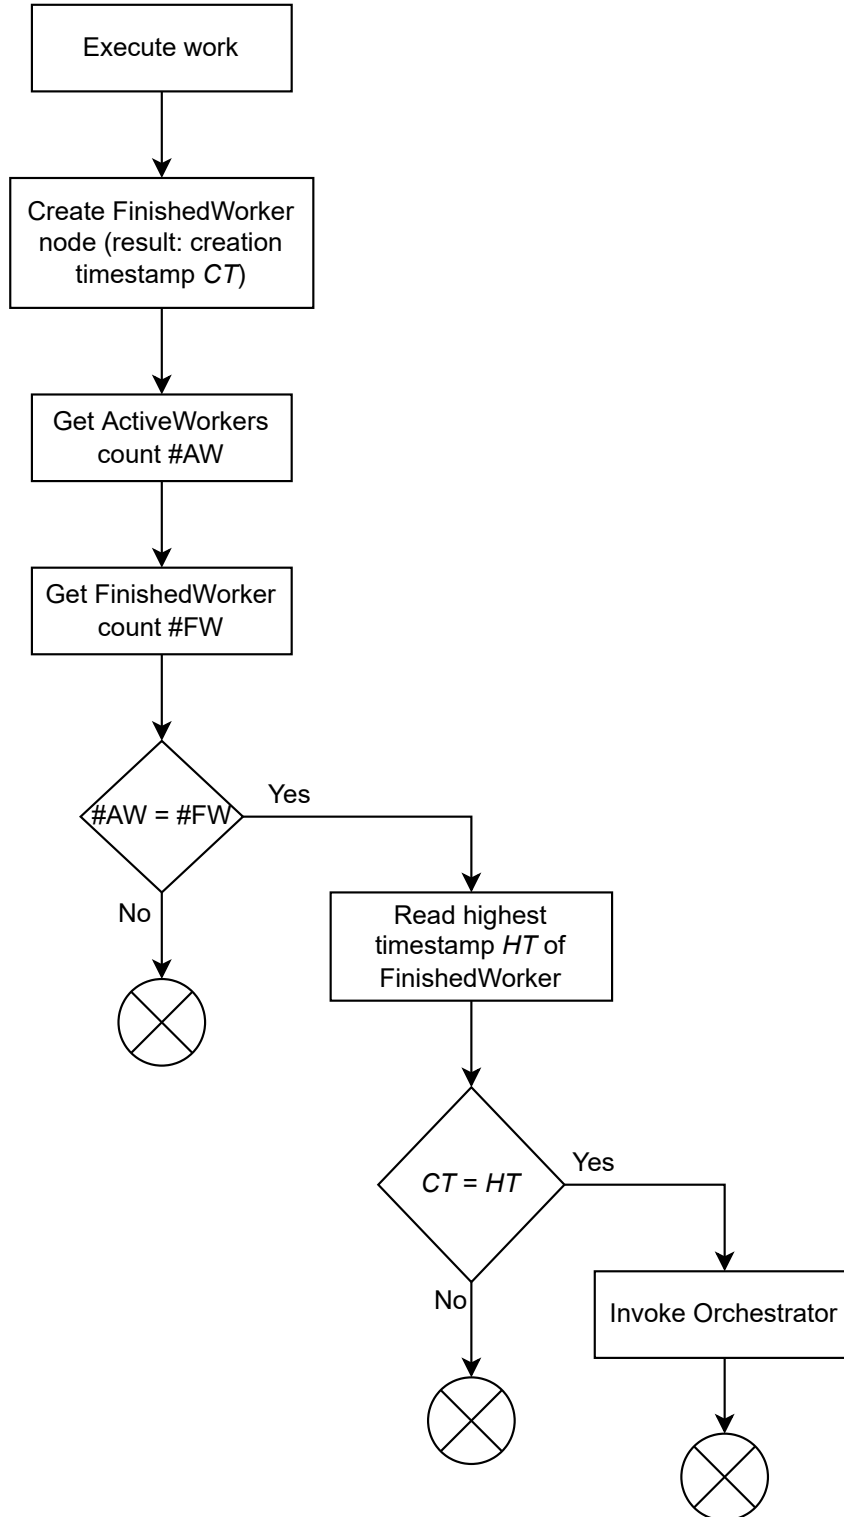 Execute work
Create FinishedWorker
node (result: creation
timestamp CT)
Get ActiveWorkers
count #AW
Get FinishedWorker
count #FW
#AW = #FW
Yes
No
Read highest
timestamp HT of
FinishedWorker
CT = HT
Yes
No
Invoke Orchestrator